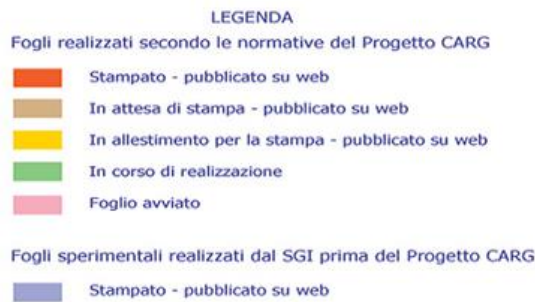 LEGENDA
Fogli realizzati secondo le normative del Progetto CARG
Stampato - pubblicato su web
In attesa di stampa - pubblicato su web
In allestimento per la stampa - pubblicato su web
In corso di realizzazione
Foglio avviato
Fogli sperimentali realizzati dal SGI prima del Progetto CARG
Stampato - pubblicato su web